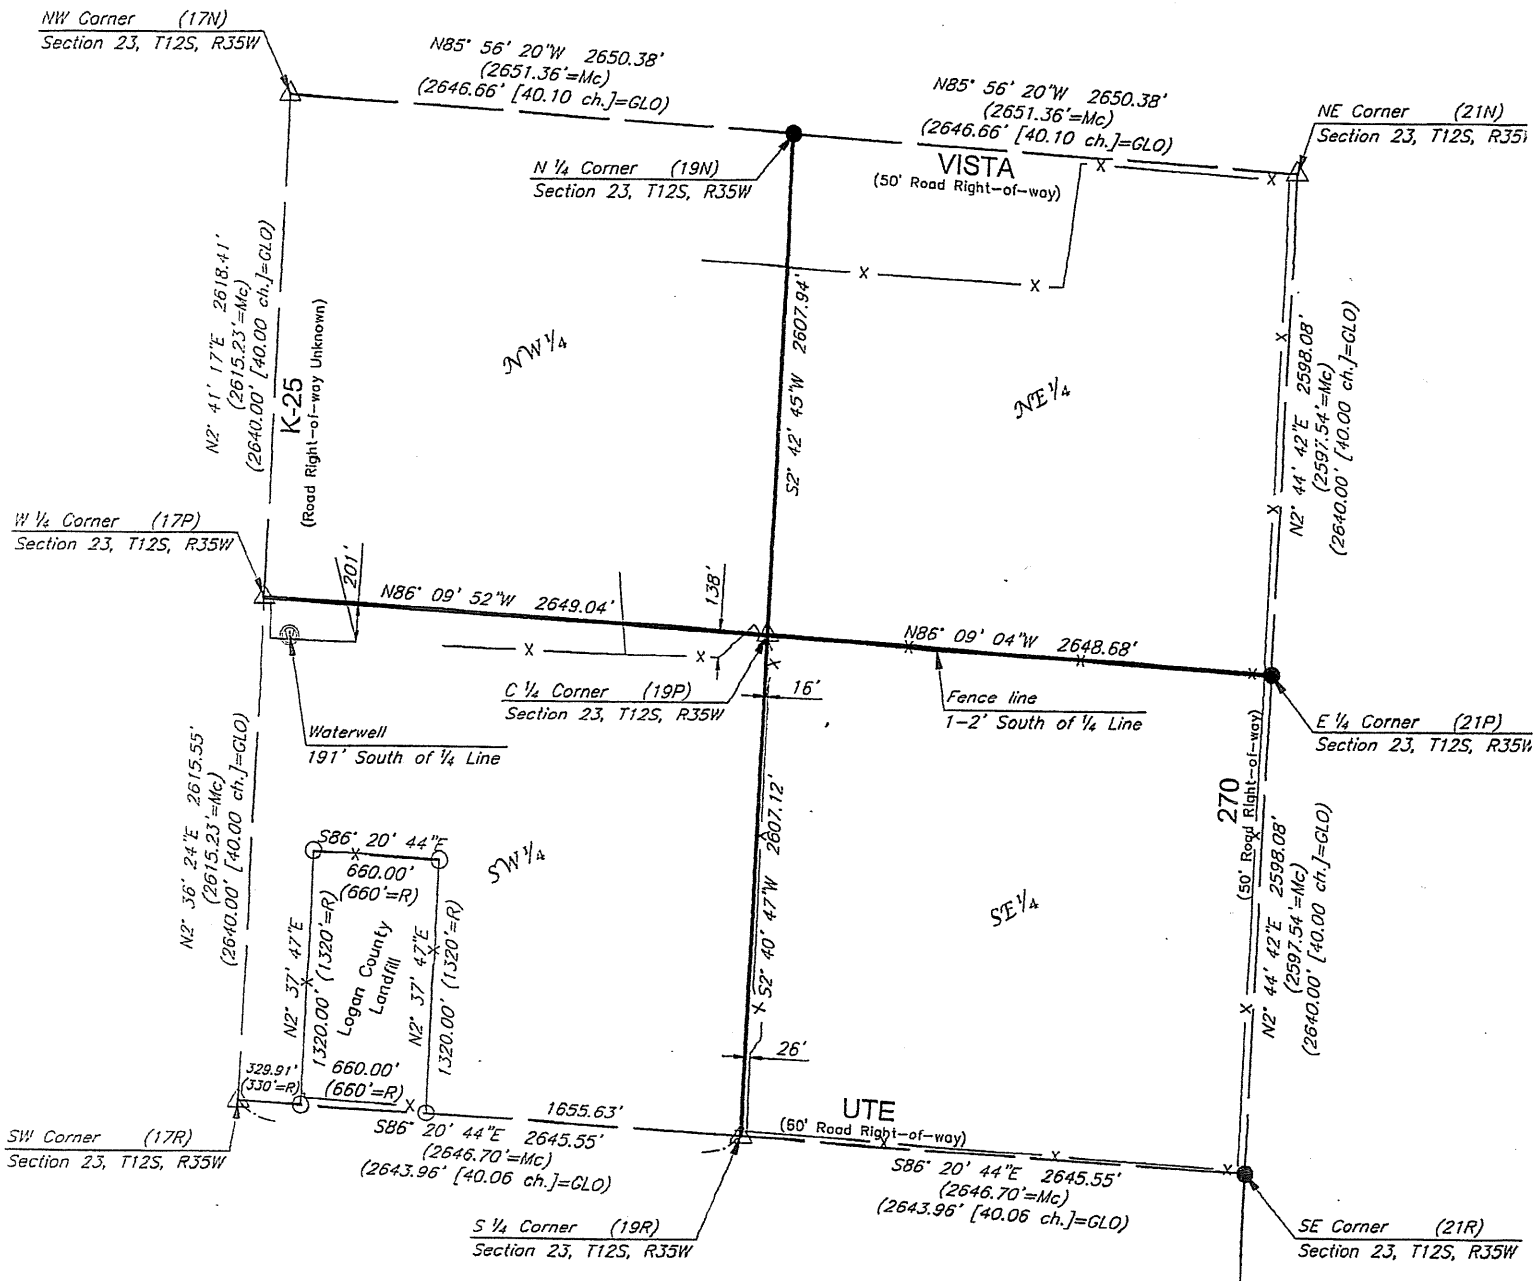 NW Corner (17N)
Section 23, T12S, R35W
N85° 56' 20"W 2650.38'
(2651.36'=Mc)
(2646.66' [40.10 ch.]=GLO)
N85° 56' 20"W 2650.38'
(2651.36'=Mc)
(2646.66' [40.10 ch.]=GLO)
NE Corner (21N)
Section 23, T12S, R35
N ¼ Corner (19N)
Section 23, T12S, R35W
VISTA
(50' Road Right-of-way)
N2° 41' 17"E 2618.41'
(2615.23'=Mc)
(2640.00' [40.00 ch.]=GLO)
K-25
(Road Right-of-way Unknown)
NW ¼
S2° 42' 45"W 2607.94'
NE ¼
N2° 44' 42"E 2598.08'
(2597.54'=Mc)
(2640.00' [40.00 ch.]=GLO)
W ¼ Corner (17P)
Section 23, T12S, R35W
201'
N86° 09' 52"W 2649.04'
138'
N86° 09' 04"W 2648.68'
C ¼ Corner (19P)
Section 23, T12S, R35W
16'
Fence line
1-2' South of ¼ Line
E ¼ Corner (21P)
Section 23, T12S, R35W
Waterwell
191' South of ¼ Line
N2° 36' 24"E 2615.55'
(2615.23'=Mc)
(2640.00' [40.00 ch.]=GLO)
S86° 20' 44"E
660.00'
(660'=R)
SW ¼
S2° 40' 47"W 2607.12'
SE ¼
270
(50' Road Right-of-way)
N2° 44' 42"E 2598.08'
(2597.54'=Mc)
(2640.00' [40.00 ch.]=GLO)
N2° 37' 47"E
1320.00' (1320'=R)
Logan County
Landfill
N2° 37' 47"E
1320.00' (1320'=R)
329.91'
(330'=R)
660.00'
(660'=R)
26'
1655.63'
UTE
(50' Road Right-of-way)
SW Corner (17R)
Section 23, T12S, R35W
S86° 20' 44"E 2645.55'
(2646.70'=Mc)
(2643.96' [40.06 ch.]=GLO)
S86° 20' 44"E 2645.55'
(2646.70'=Mc)
(2643.96' [40.06 ch.]=GLO)
S ¼ Corner (19R)
Section 23, T12S, R35W
SE Corner (21R)
Section 23, T12S, R35W